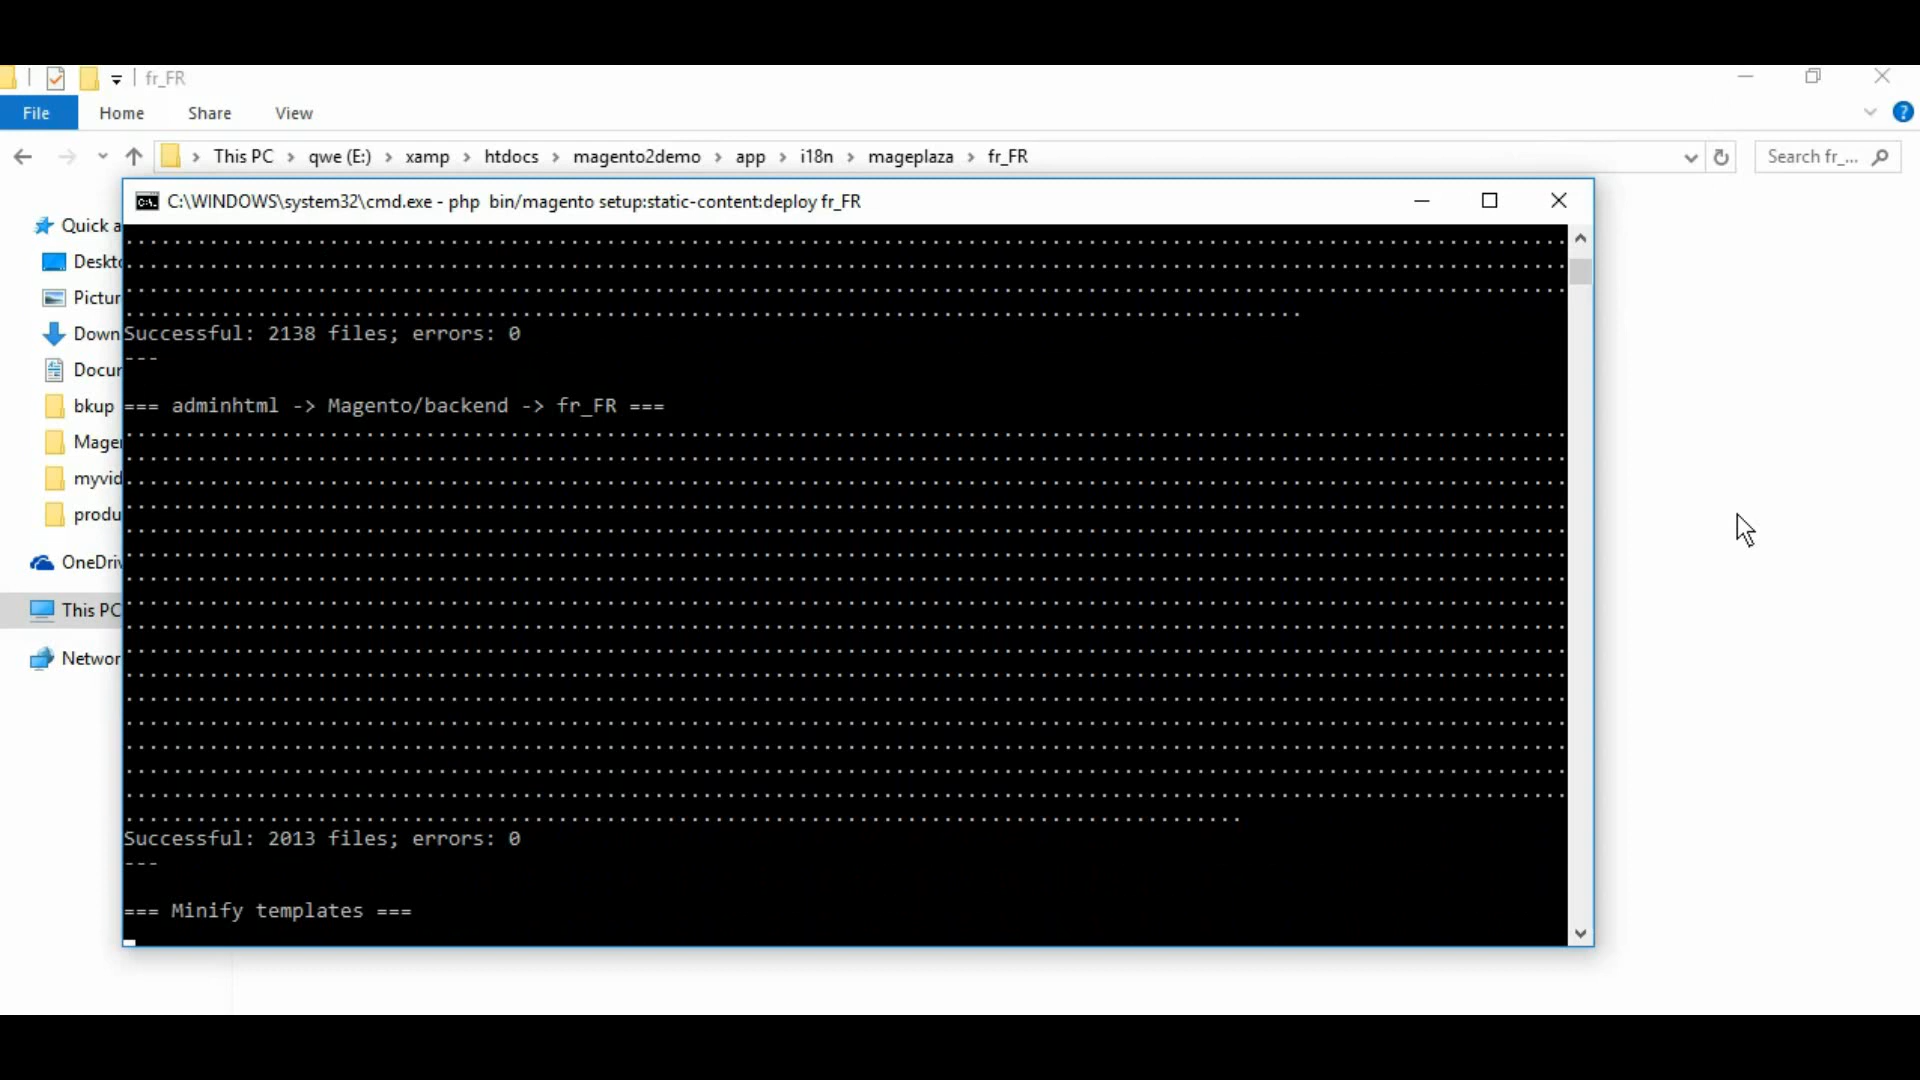 fr_FR
File Home Share View
This PC > qwe (E:) > xamp > htdocs > magento2demo > app > i18n > mageplaza > fr_FR
Search fr_...
C:\WINDOWS\system32\cmd.exe - php bin/magento setup:static-content:deploy fr_FR
Quick a
Deskto
Pictur
Down
Docur
bkup
Mage
myvid
produ
OneDriv
This PC
Networ
Successful: 2138 files; errors: 0
---
=== adminhtml -> Magento/backend -> fr_FR ===
Successful: 2013 files; errors: 0
---
=== Minify templates ===